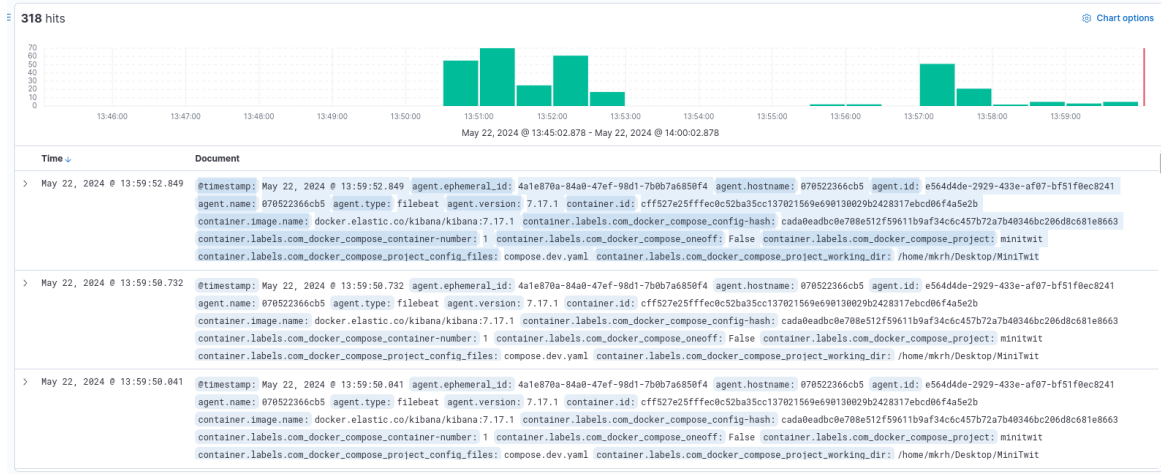 318 hits
Chart options
70
60
50
40
30
20
10
0
13:46:00 13:47:00 13:48:00 13:49:00 13:50:00 13:51:00 13:52:00 13:53:00 13:54:00 13:55:00 13:56:00 13:57:00 13:58:00 13:59:00
May 22, 2024 @ 13:45:02.878 - May 22, 2024 @ 14:00:02.878
Time Document
May 22, 2024 @ 13:59:52.849 @timestamp: May 22, 2024 @ 13:59:52.849 agent.ephemeral_id: 4a1e870a-84a0-47ef-98d1-7b0b7a6850f4 agent.hostname: 070522366cb5 agent.id: e564d4de-2929-433e-af07-bf51f0ec8241
agent.name: 070522366cb5 agent.type: filebeat agent.version: 7.17.1 container.id: cff527e25fffec0c52ba35cc137021569e690130029b2428317ebcd06f4a5e2b
container.image.name: docker.elastic.co/kibana/kibana:7.17.1 container.labels.com_docker_compose_config-hash: cada0eadbc0e708e512f59611b9af34c6c457b72a7b40346bc206d8c681e8663
container.labels.com_docker_compose_container-number: 1 container.labels.com_docker_compose_oneoff: False container.labels.com_docker_compose_project: minitwit
container.labels.com_docker_compose_project_config_files: compose.dev.yaml container.labels.com_docker_compose_project_working_dir: /home/mkrh/Desktop/MiniTwit
May 22, 2024 @ 13:59:50.732 @timestamp: May 22, 2024 @ 13:59:50.732 agent.ephemeral_id: 4a1e870a-84a0-47ef-98d1-7b0b7a6850f4 agent.hostname: 070522366cb5 agent.id: e564d4de-2929-433e-af07-bf51f0ec8241
agent.name: 070522366cb5 agent.type: filebeat agent.version: 7.17.1 container.id: cff527e25fffec0c52ba35cc137021569e690130029b2428317ebcd06f4a5e2b
container.image.name: docker.elastic.co/kibana/kibana:7.17.1 container.labels.com_docker_compose_config-hash: cada0eadbc0e708e512f59611b9af34c6c457b72a7b40346bc206d8c681e8663
container.labels.com_docker_compose_container-number: 1 container.labels.com_docker_compose_oneoff: False container.labels.com_docker_compose_project: minitwit
container.labels.com_docker_compose_project_config_files: compose.dev.yaml container.labels.com_docker_compose_project_working_dir: /home/mkrh/Desktop/MiniTwit
May 22, 2024 @ 13:59:50.041 @timestamp: May 22, 2024 @ 13:59:50.041 agent.ephemeral_id: 4a1e870a-84a0-47ef-98d1-7b0b7a6850f4 agent.hostname: 070522366cb5 agent.id: e564d4de-2929-433e-af07-bf51f0ec8241
agent.name: 070522366cb5 agent.type: filebeat agent.version: 7.17.1 container.id: cff527e25fffec0c52ba35cc137021569e690130029b2428317ebcd06f4a5e2b
container.image.name: docker.elastic.co/kibana/kibana:7.17.1 container.labels.com_docker_compose_config-hash: cada0eadbc0e708e512f59611b9af34c6c457b72a7b40346bc206d8c681e8663
container.labels.com_docker_compose_container-number: 1 container.labels.com_docker_compose_oneoff: False container.labels.com_docker_compose_project: minitwit
container.labels.com_docker_compose_project_config_files: compose.dev.yaml container.labels.com_docker_compose_project_working_dir: /home/mkrh/Desktop/MiniTwit